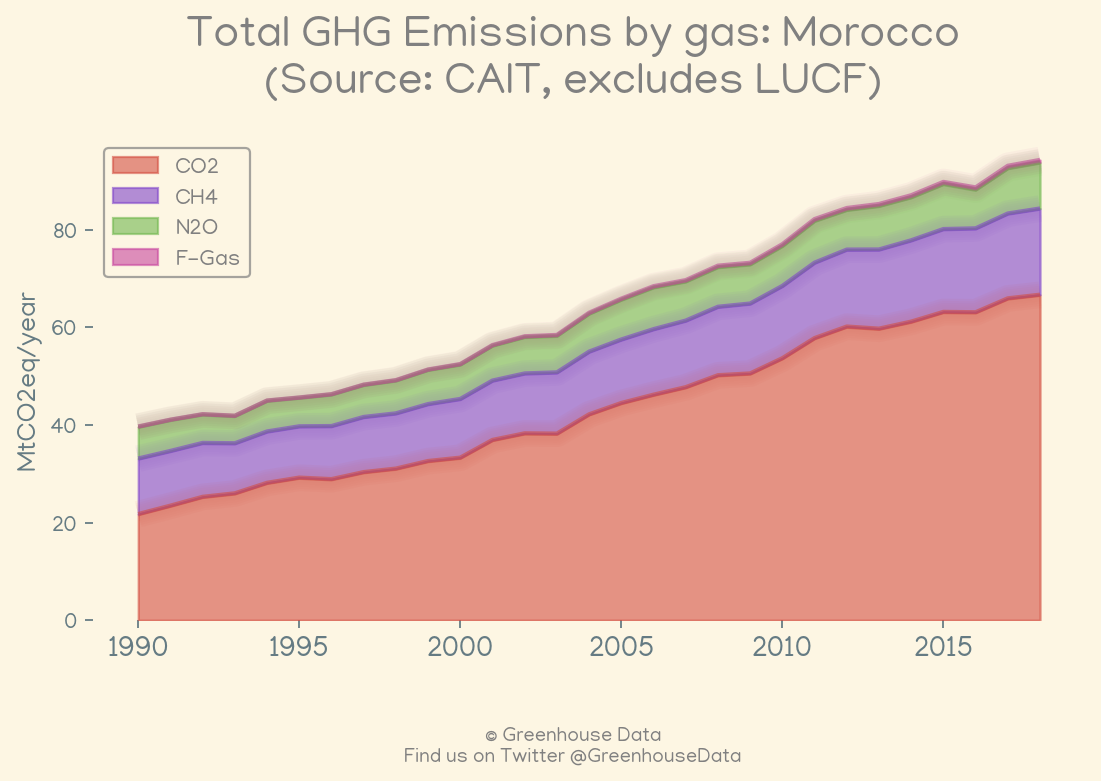 Total GHG Emissions by gas: Morocco
(Source: CAIT, excludes LUCF)
CO2
CH4
N2O
F-Gas
MtCO2eq/year
80
60
40
20
0
1990 1995 2000 2005 2010 2015
© Greenhouse Data
Find us on Twitter @GreenhouseData